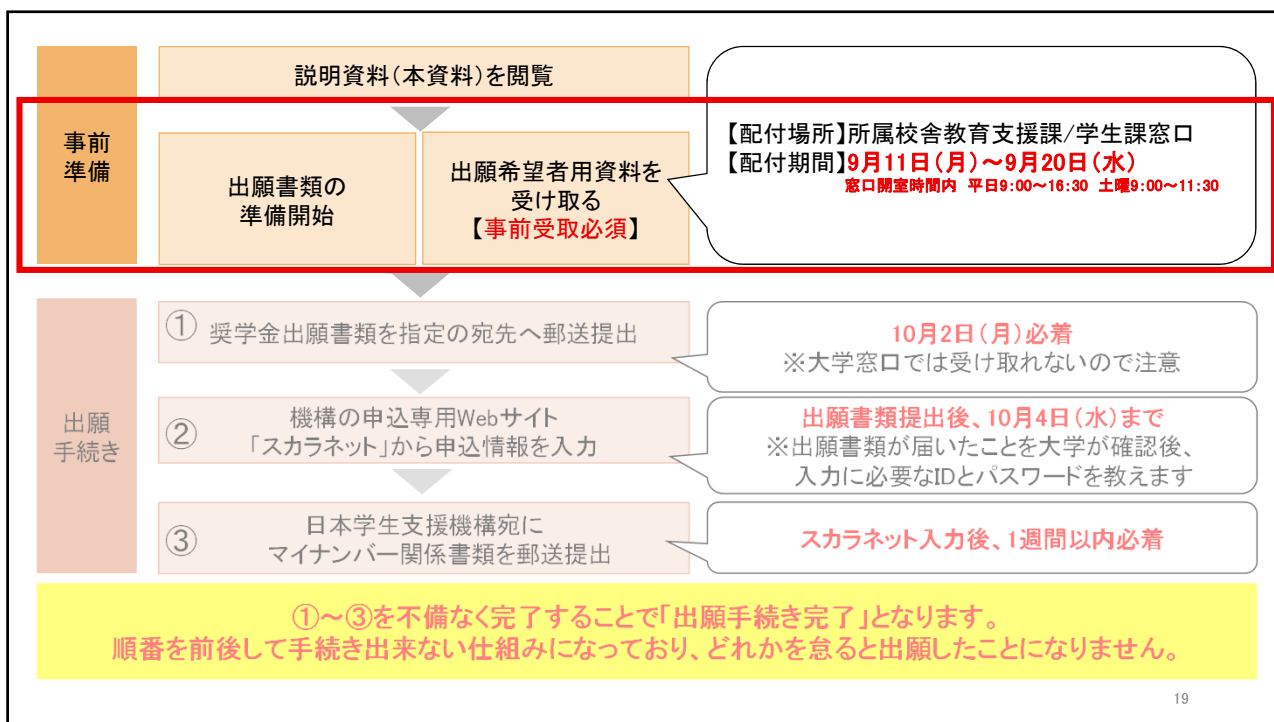 事前
準備
説明資料(本資料)を閲覧
出願書類の
準備開始
出願希望者用資料を
受け取る
【事前受取必須】
【配付場所】所属校舎教育支援課/学生課窓口
【配付期間】9月11日(月)~9月20日(水)
窓口開室時間内 平日9:00~16:30 土曜9:00~11:30
出願
手続き
① 奨学金出願書類を指定の宛先へ郵送提出
10月2日(月)必着
※大学窓口では受け取れないので注意
②
機構の申込専用Webサイト
「スカラネット」から申込情報を入力
出願書類提出後、10月4日(水)まで
※出願書類が届いたことを大学が確認後、
入力に必要なIDとパスワードを教えます
③
日本学生支援機構宛に
マイナンバー関係書類を郵送提出
スカラネット入力後、1週間以内必着
①~③を不備なく完了することで「出願手続き完了」となります。
順番を前後して手続き出来ない仕組みになっており、どれかを怠ると出願したことになりません。
19